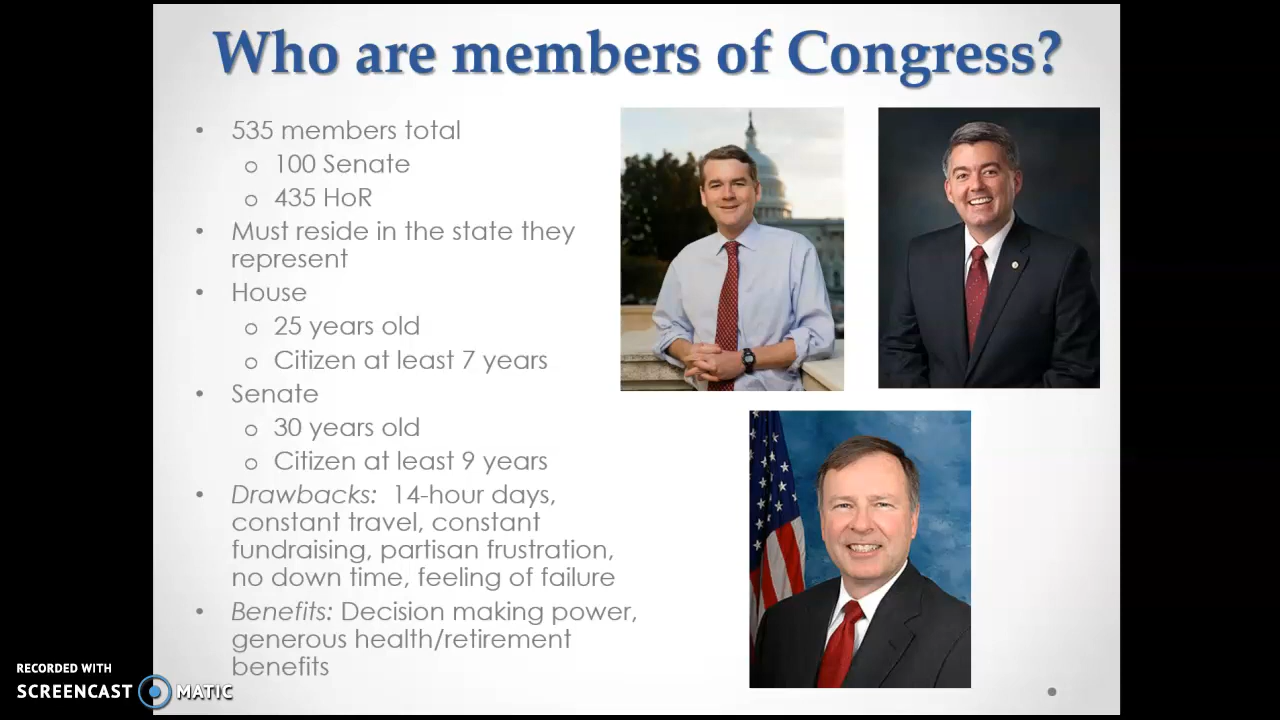 Who are members of Congress?
• 535 members total
o 100 Senate
o 435 HoR
• Must reside in the state they
represent
• House
o 25 years old
o Citizen at least 7 years
• Senate
o 30 years old
o Citizen at least 9 years
• Drawbacks: 14-hour days,
constant travel, constant
fundraising, partisan frustration,
no down time, feeling of failure
• Benefits: Decision making power,
generous health/retirement
benefits
RECORDED WITH
SCREENCAST MATIC